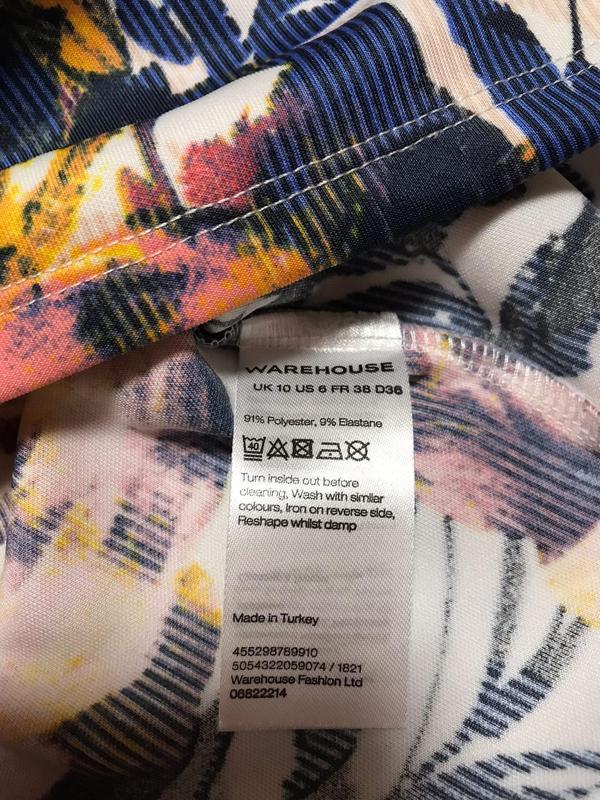 WAREHOUSE
UK 10 US 6 FR 38 D36
91% Polyester, 9% Elastane
40
Turn inside out before
cleaning, Wash with similar
colours, Iron on reverse side,
Reshape whilst damp
Made in Turkey
455298789910
5054322059074 / 1821
Warehouse Fashion Ltd
06822214